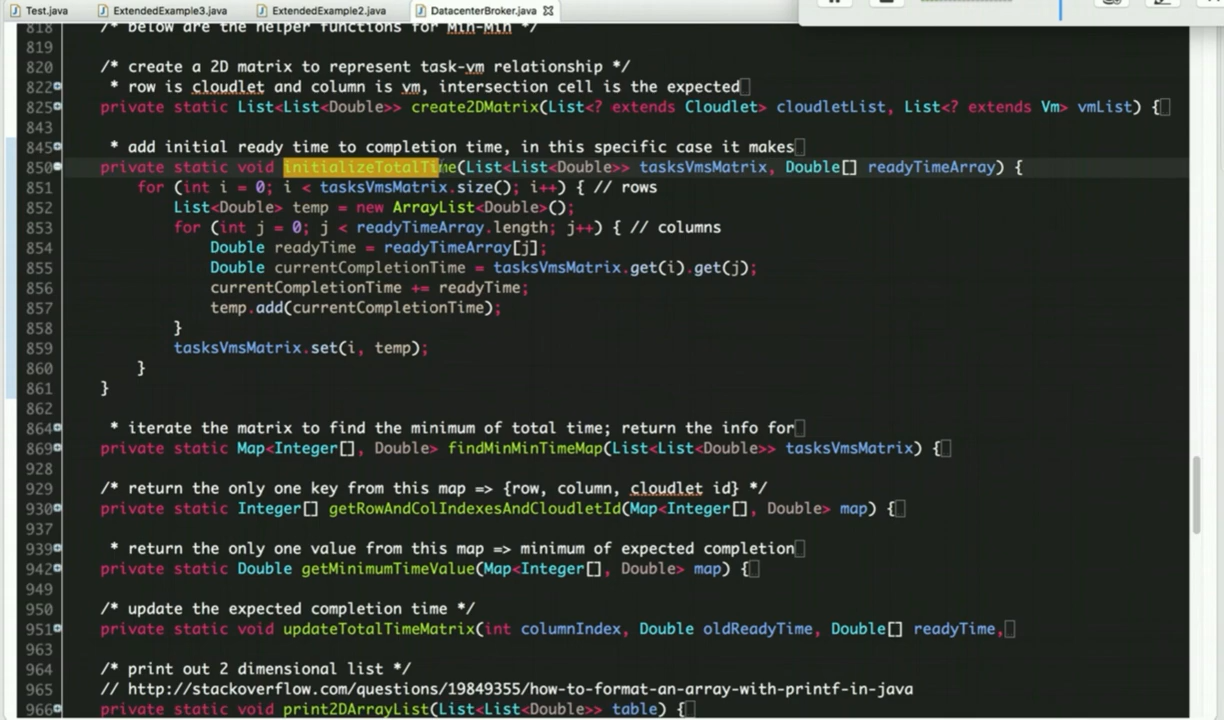 Test.java ExtendedExample3.java ExtendedExample2.java DatacenterBroker.java
818 /* below are the helper functions for Min-Min */
819
820 /* create a 2D matrix to represent task-vm relationship */
822 * row is cloudlet and column is vm, intersection cell is the expected
825 private static List<List<Double>> create2DMatrix(List<? extends Cloudlet> cloudletList, List<? extends Vm> vmList) {
843
845 * add initial ready time to completion time, in this specific case it makes
850 private static void initializeTotalTime(List<List<Double>> tasksVmsMatrix, Double[] readyTimeArray) {
851 for (int i = 0; i < tasksVmsMatrix.size(); i++) { // rows
852 List<Double> temp = new ArrayList<Double>();
853 for (int j = 0; j < readyTimeArray.length; j++) { // columns
854 Double readyTime = readyTimeArray[j];
855 Double currentCompletionTime = tasksVmsMatrix.get(i).get(j);
856 currentCompletionTime += readyTime;
857 temp.add(currentCompletionTime);
858 }
859 tasksVmsMatrix.set(i, temp);
860 }
861 }
862
864 * iterate the matrix to find the minimum of total time; return the info for
869 private static Map<Integer[], Double> findMinMinTimeMap(List<List<Double>> tasksVmsMatrix) {
928
929 /* return the only one key from this map => {row, column, cloudlet id} */
930 private static Integer[] getRowAndColIndexesAndCloudletId(Map<Integer[], Double> map) {
937
939 * return the only one value from this map => minimum of expected completion
942 private static Double getMinimumTimeValue(Map<Integer[], Double> map) {
949
950 /* update the expected completion time */
951 private static void updateTotalTimeMatrix(int columnIndex, Double oldReadyTime, Double[] readyTime,
963
964 /* print out 2 dimensional list */
965 // http://stackoverflow.com/questions/19849355/how-to-format-an-array-with-printf-in-java
966 private static void print2DArrayList(List<List<Double>> table) {